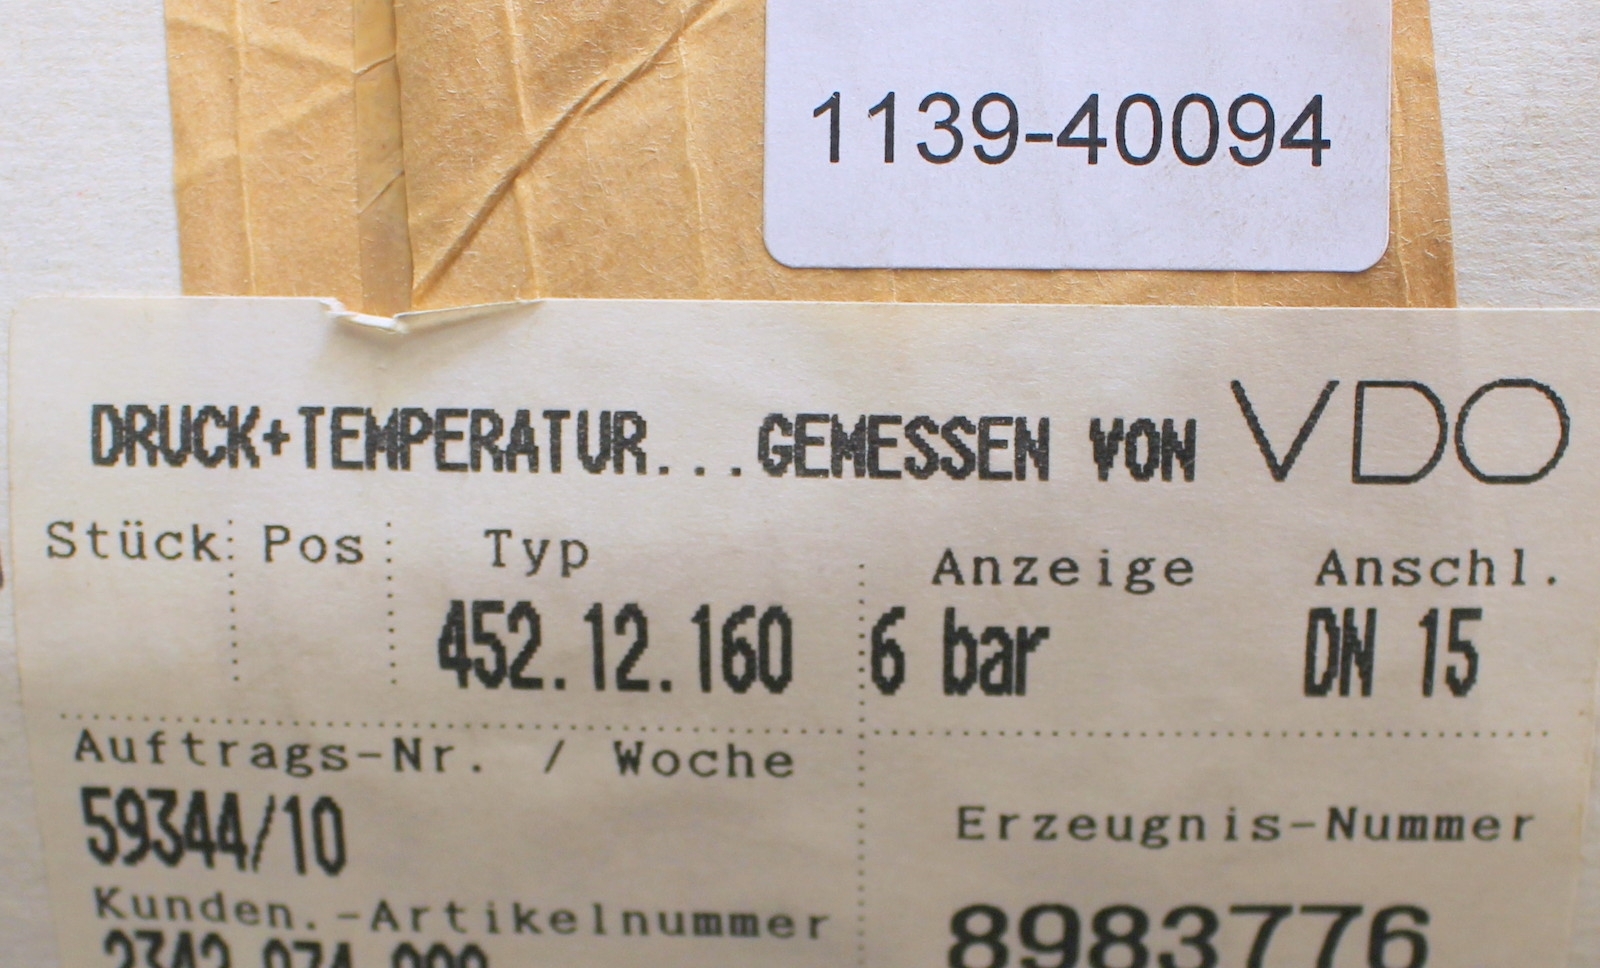 1139-40094
DRUCK+TEMPERATUR...GEMESSEN VON VDO
Stück Pos Typ Anzeige Anschl.
452.12.160 6 bar DN 15
Auftrags-Nr. / Woche
59344/10
Erzeugnis-Nummer
Kunden.-Artikelnummer
8983776